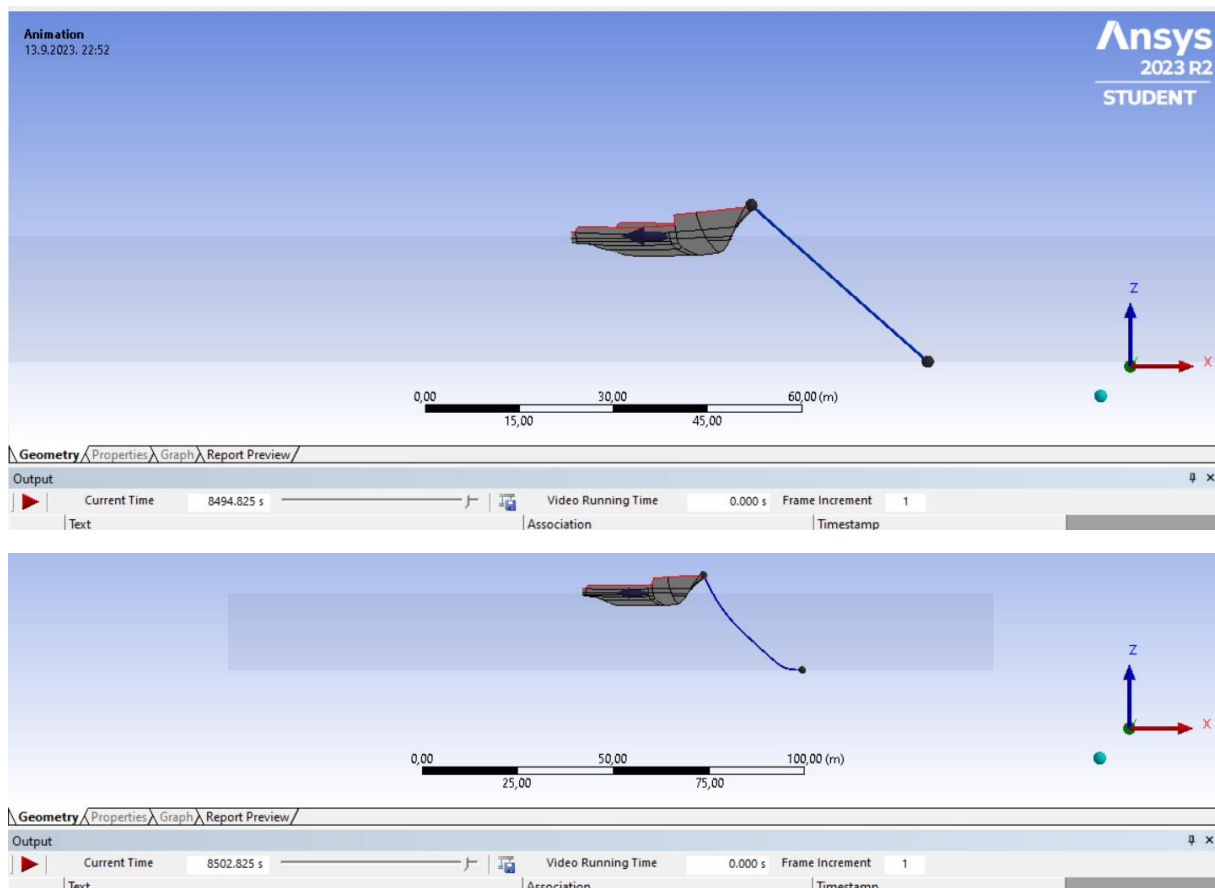 Animation
13.9.2023. 22:52
Ansys
2023 R2
STUDENT
Z
X
0,00 30,00 60,00 (m)
15,00 45,00
Geometry Properties Graph Report Preview
Output
Current Time 8494.825 s Video Running Time 0.000 s Frame Increment 1
Text Association Timestamp
Z
X
0,00 50,00 100,00 (m)
25,00 75,00
Geometry Properties Graph Report Preview
Output
Current Time 8502.825 s Video Running Time 0.000 s Frame Increment 1
Text Association Timestamp